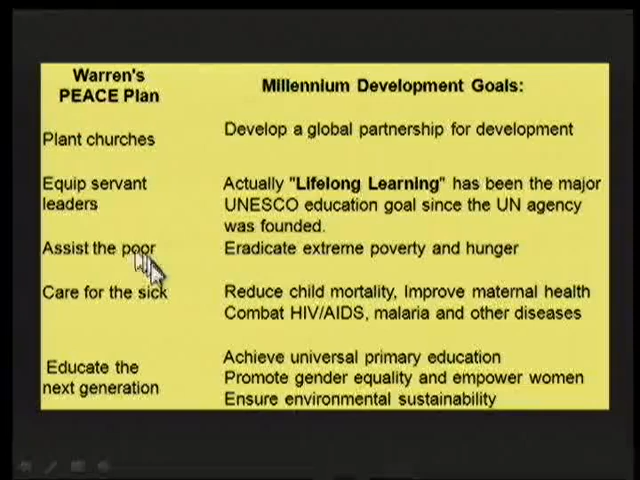 Warren's
PEACE Plan
Millennium Development Goals:
Plant churches
Develop a global partnership for development
Equip servant
leaders
Actually "Lifelong Learning" has been the major
UNESCO education goal since the UN agency
was founded.
Assist the poor
Eradicate extreme poverty and hunger
Care for the sick
Reduce child mortality, Improve maternal health
Combat HIV/AIDS, malaria and other diseases
Educate the
next generation
Achieve universal primary education
Promote gender equality and empower women
Ensure environmental sustainability